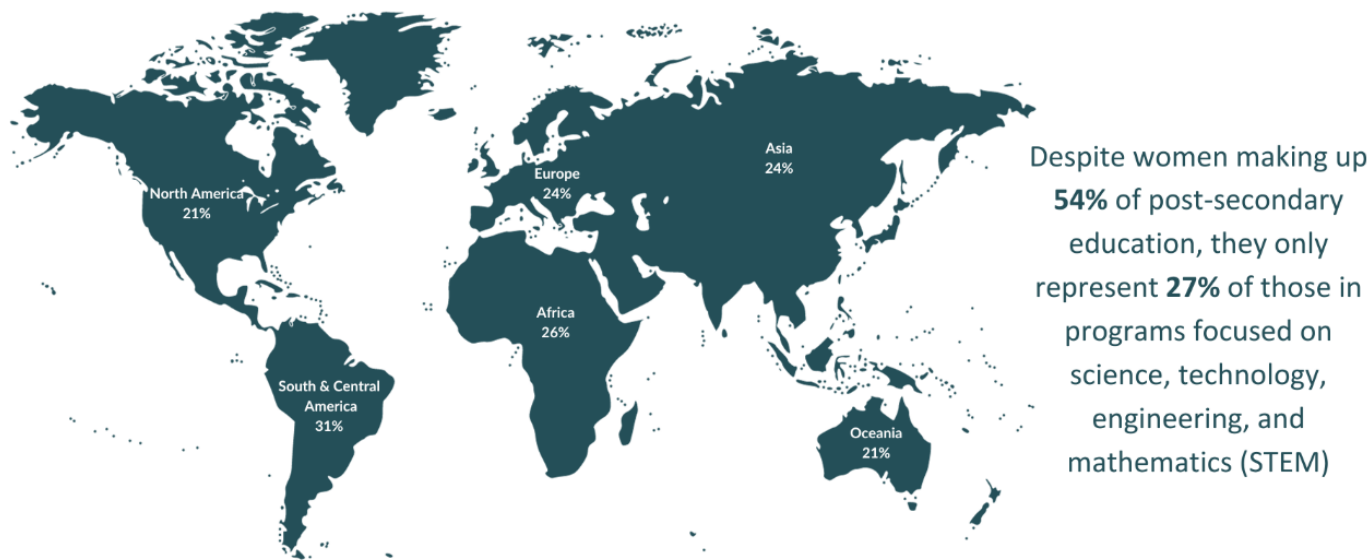 North America
21%
South & Central
America
31%
Europe
24%
Africa
26%
Asia
24%
Oceania
21%
Despite women making up
54% of post-secondary
education, they only
represent 27% of those in
programs focused on
science, technology,
engineering, and
mathematics (STEM)